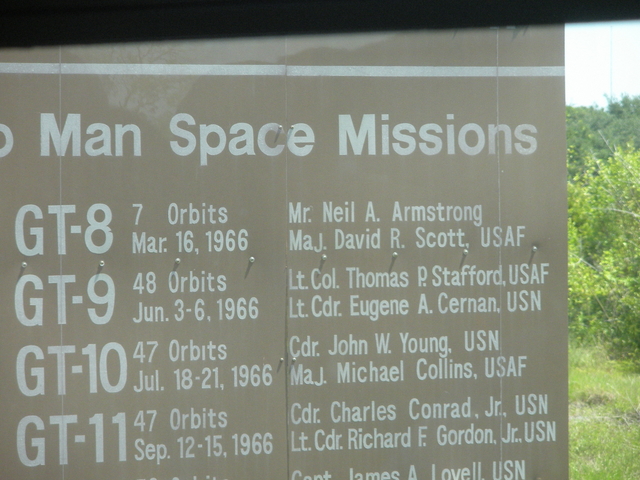 o Man Space Missions
GT-8 7 Orbits Mr. Neil A. Armstrong
Mar. 16, 1966 Maj. David R. Scott, USAF
GT-9 48 Orbits Lt. Col. Thomas P. Stafford, USAF
Jun. 3-6, 1966 Lt. Cdr. Eugene A. Cernan, USN
GT-10 47 Orbits Cdr. John W. Young, USN
Jul. 18-21, 1966 Maj. Michael Collins, USAF
GT-11 47 Orbits Cdr. Charles Conrad, Jr., USN
Sep. 12-15, 1966 Lt. Cdr. Richard F. Gordon, Jr., USN
Orbits Capt. James A. Lovell, USN